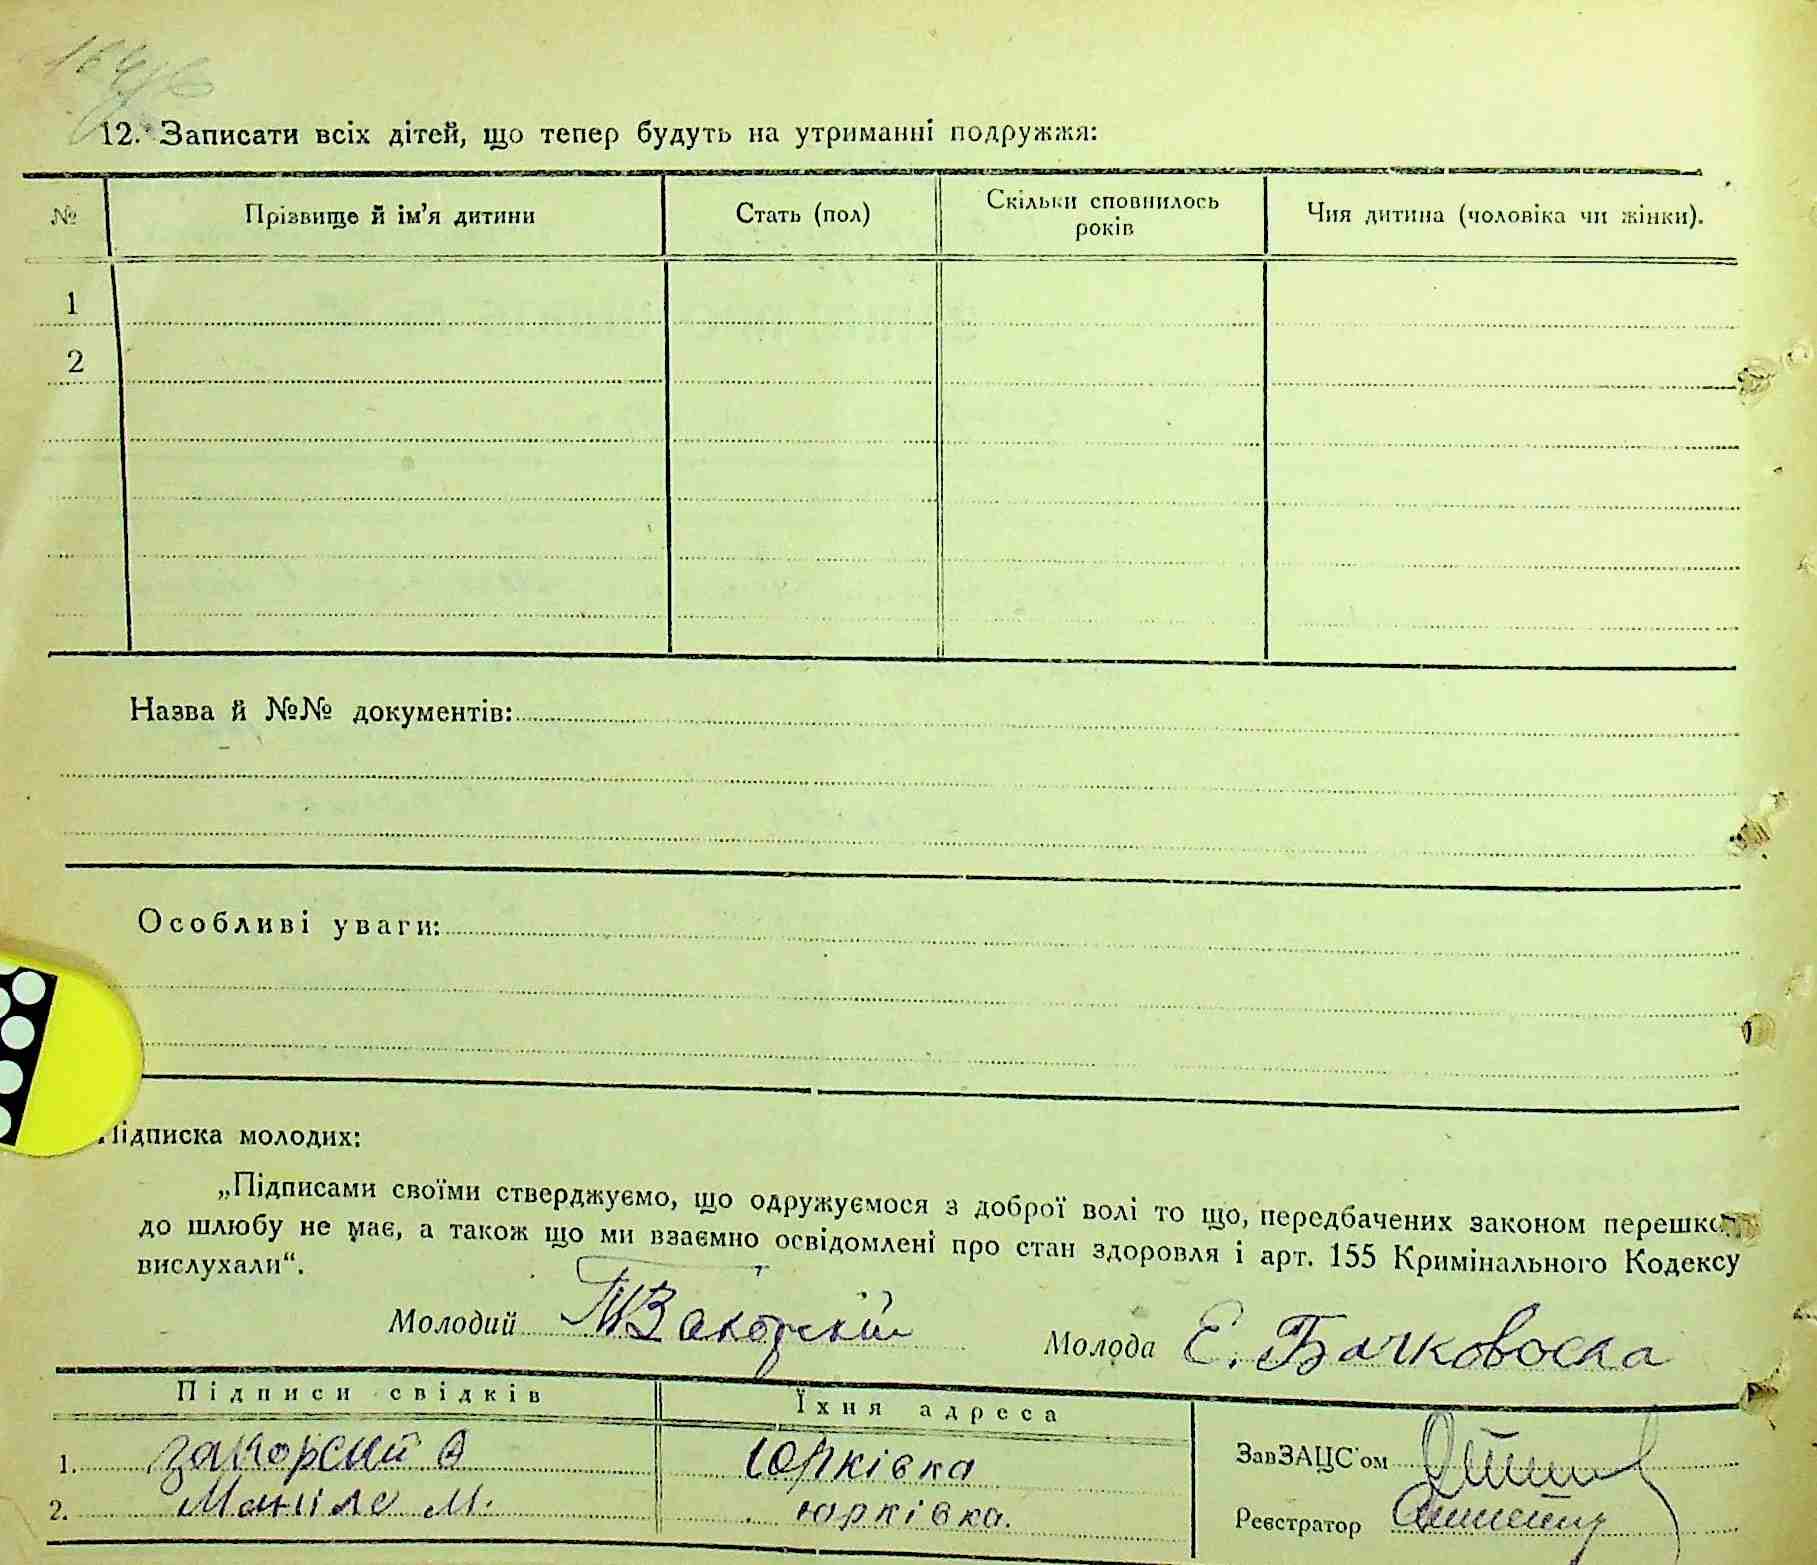 12. Записати всіх дітей, що тепер будуть на утриманні подружжя:
№ Прізвище й ім’я дитини Стать (пол) Скільки сповнилось років Чия дитина (чоловіка чи жінки).
1
2
Назва й №№ документів:
Особливі уваги:
Підписка молодих:
„Підписами своїми стверджуємо, що одружуємося з доброї волі то що, передбачених законом перешко
до шлюбу не має, а також що ми взаємно освідомлені про стан здоровля і арт. 155 Кримінального Кодексу
вислухали“.
Молодий Молода Е. Бачковоска
Підписи свідків Їхня адреса
1. Закорский А Юрківка ЗавЗАЦС’ом
2. Маніло М. юрківка. Реєстратор